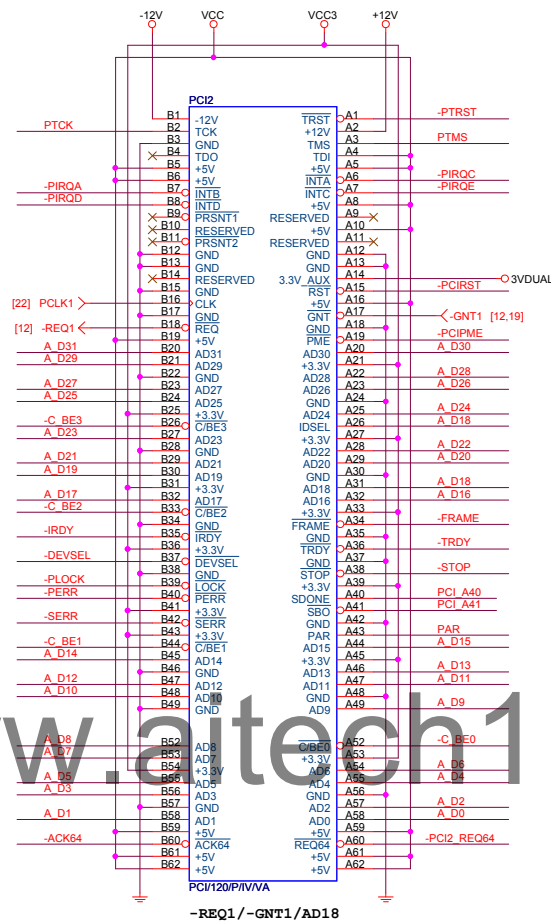 -12V VCC VCC3 +12V
PCI2
B1 -12V TRST A1 -PTRST
PTCK B2 TCK +12V A2
B3 GND TMS A3 PTMS
B4 TDO TDI A4
B5 +5V +5V A5
B6 +5V INTA A6 -PIRQC
-PIRQA B7 INTB INTC A7 -PIRQE
-PIRQD B8 INTD +5V A8
B9 PRSNT1 RESERVED A9
B10 RESERVED +5V A10
B11 PRSNT2 RESERVED A11
B12 GND GND A12
B13 GND GND A13
B14 RESERVED 3.3V_AUX A14 3VDUAL
B15 GND RST A15 -PCIRST
[22] PCLK1 B16 CLK +5V A16
B17 GND GNT A17 -GNT1 [12,19]
[12] -REQ1 B18 REQ GND A18
B19 +5V PME A19 -PCIPME
A_D31 B20 AD31 AD30 A20 A_D30
A_D29 B21 AD29 +3.3V A21
B22 GND AD28 A22 A_D28
A_D27 B23 AD27 AD26 A23 A_D26
A_D25 B24 AD25 GND A24
B25 +3.3V AD24 A25 A_D24
-C_BE3 B26 C/BE3 IDSEL A26 A_D18
A_D23 B27 AD23 +3.3V A27
B28 GND AD22 A28 A_D22
A_D21 B29 AD21 AD20 A29 A_D20
A_D19 B30 AD19 GND A30
B31 +3.3V AD18 A31 A_D18
A_D17 B32 AD17 AD16 A32 A_D16
-C_BE2 B33 C/BE2 +3.3V A33
B34 GND FRAME A34 -FRAME
-IRDY B35 IRDY GND A35
B36 +3.3V TRDY A36 -TRDY
-DEVSEL B37 DEVSEL GND A37
B38 GND STOP A38 -STOP
-PLOCK B39 LOCK +3.3V A39
-PERR B40 PERR SDONE A40 PCI_A40
B41 +3.3V SBO A41 PCI_A41
-SERR B42 SERR GND A42
B43 +3.3V PAR A43 PAR
-C_BE1 B44 C/BE1 AD15 A44 A_D15
A_D14 B45 AD14 +3.3V A45
B46 GND AD13 A46 A_D13
A_D12 B47 AD12 AD11 A47 A_D11
A_D10 B48 AD10 GND A48
B49 GND AD9 A49 A_D9
w.aitech1
A_D8 B52 AD8 C/BE0 A52 -C_BE0
A_D7 B53 AD7 +3.3V A53
B54 +3.3V AD6 A54 A_D6
A_D5 B55 AD5 AD4 A55 A_D4
A_D3 B56 AD3 GND A56
B57 GND AD2 A57 A_D2
A_D1 B58 AD1 AD0 A58 A_D0
B59 +5V +5V A59
-ACK64 B60 ACK64 REQ64 A60 -PCI2_REQ64
B61 +5V +5V A61
B62 +5V +5V A62
PCI/120/P/IV/VA
-REQ1/-GNT1/AD18